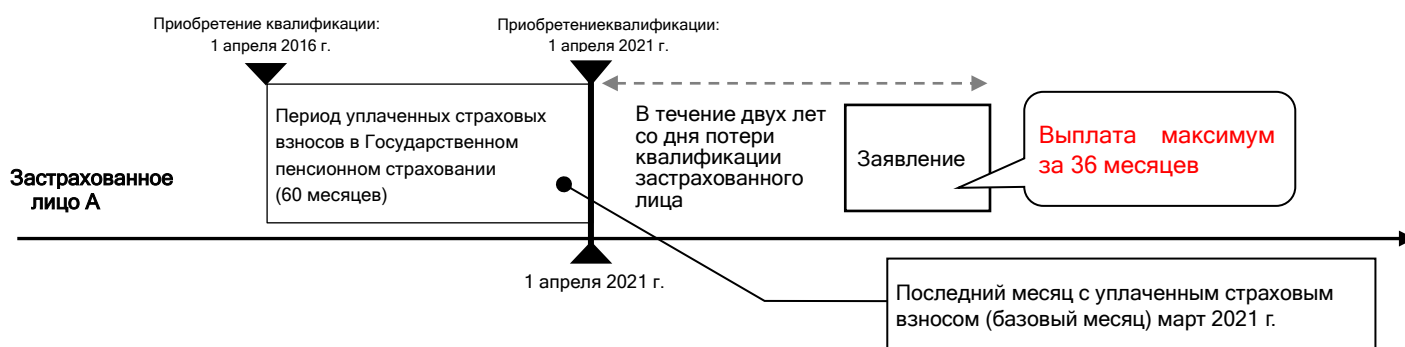 Приобретение квалификации:
1 апреля 2016 г.
Приобретениеквалификации:
1 апреля 2021 г.
Период уплаченных страховых
взносов в Государственном
пенсионном страховании
(60 месяцев)
В течение двух лет
со дня потери
квалификации
застрахованного
лица
Заявление
Выплата максимум
за 36 месяцев
Застрахованное
лицо А
1 апреля 2021 г.
Последний месяц с уплаченным страховым
взносом (базовый месяц) март 2021 г.